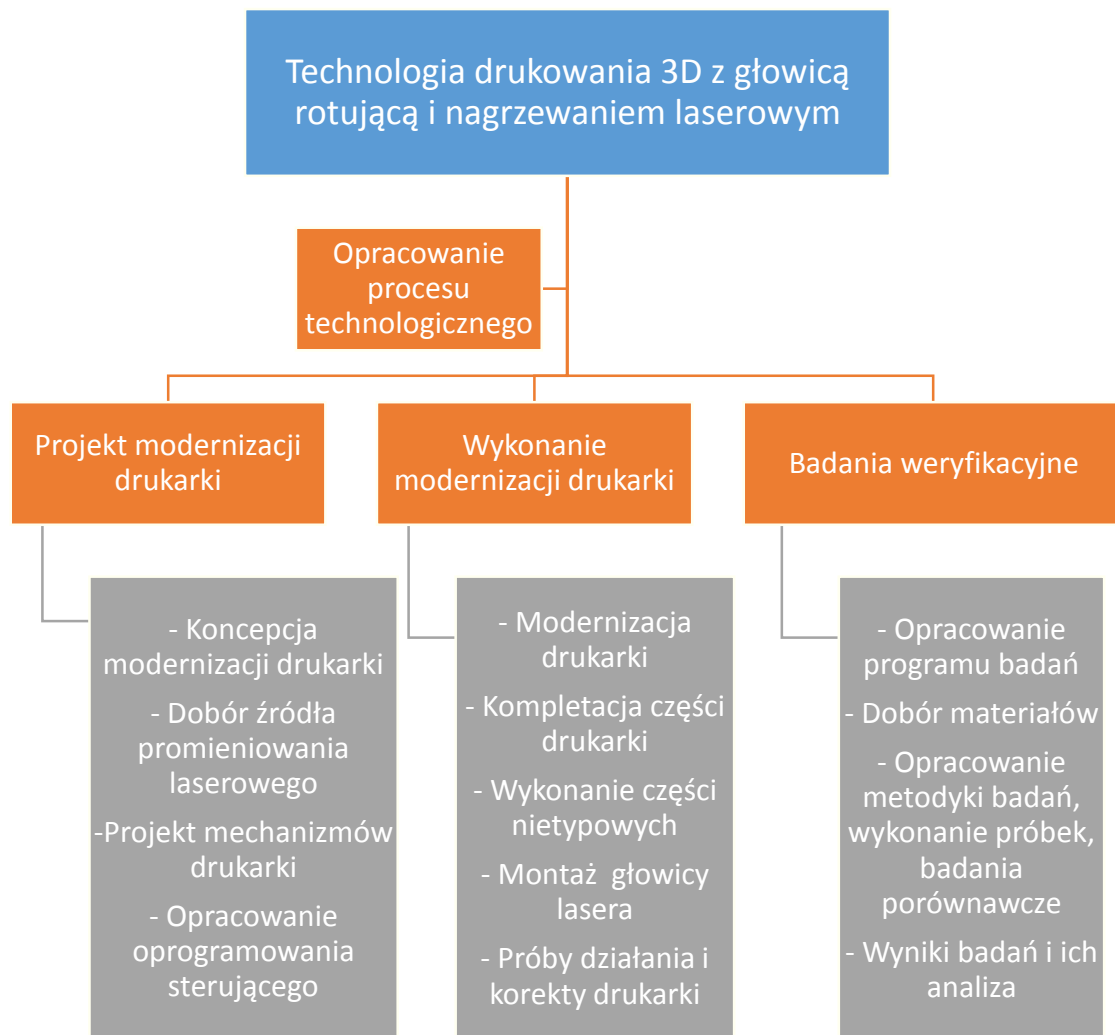 Technologia drukowania 3D z głowicą
rotującą i nagrzewaniem laserowym
Opracowanie
procesu
technologicznego
Projekt modernizacji
drukarki
Wykonanie
modernizacji drukarki
Badania weryfikacyjne
- Koncepcja
modernizacji drukarki
- Dobór źródła
promieniowania
laserowego
-Projekt mechanizmów
drukarki
- Opracowanie
oprogramowania
sterującego
- Modernizacja
drukarki
- Kompletacja części
drukarki
- Wykonanie części
nietypowych
- Montaż  głowicy
lasera
- Próby działania i
korekty drukarki
- Opracowanie
programu badań
- Dobór materiałów
- Opracowanie
metodyki badań,
wykonanie próbek,
badania
porównawcze
- Wyniki badań i ich
analiza